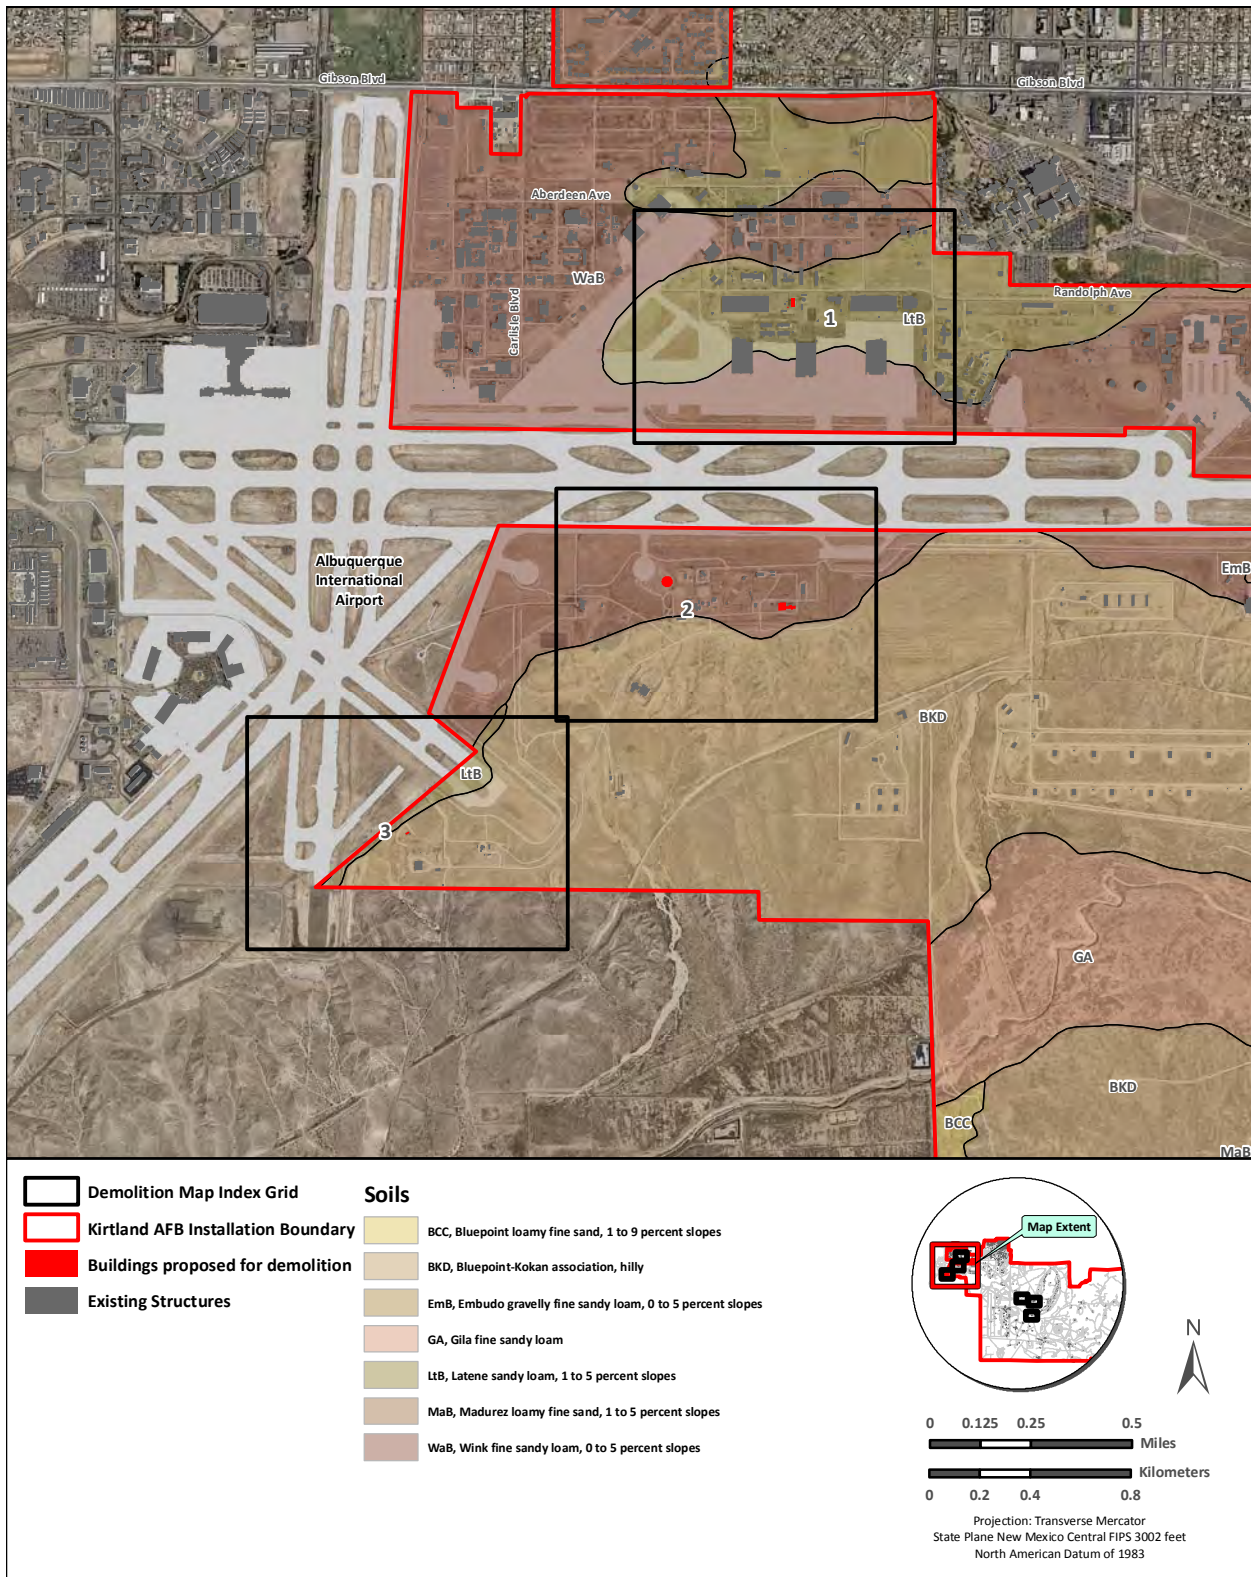 Gibson Blvd
Gibson Blvd
Aberdeen Ave
WaB
Carlisle Blvd
Randolph Ave
1
LtB
Albuquerque
International
Airport
EmB
2
BKD
LtB
3
GA
BKD
BCC
MaB
Demolition Map Index Grid
Kirtland AFB Installation Boundary
Buildings proposed for demolition
Existing Structures
Soils
BCC, Bluepoint loamy fine sand, 1 to 9 percent slopes
BKD, Bluepoint-Kokan association, hilly
EmB, Embudo gravelly fine sandy loam, 0 to 5 percent slopes
GA, Gila fine sandy loam
LtB, Latene sandy loam, 1 to 5 percent slopes
MaB, Madurez loamy fine sand, 1 to 5 percent slopes
WaB, Wink fine sandy loam, 0 to 5 percent slopes
Map Extent
N
0 0.125 0.25 0.5
Miles
Kilometers
0 0.2 0.4 0.8
Projection: Transverse Mercator
State Plane New Mexico Central FIPS 3002 feet
North American Datum of 1983